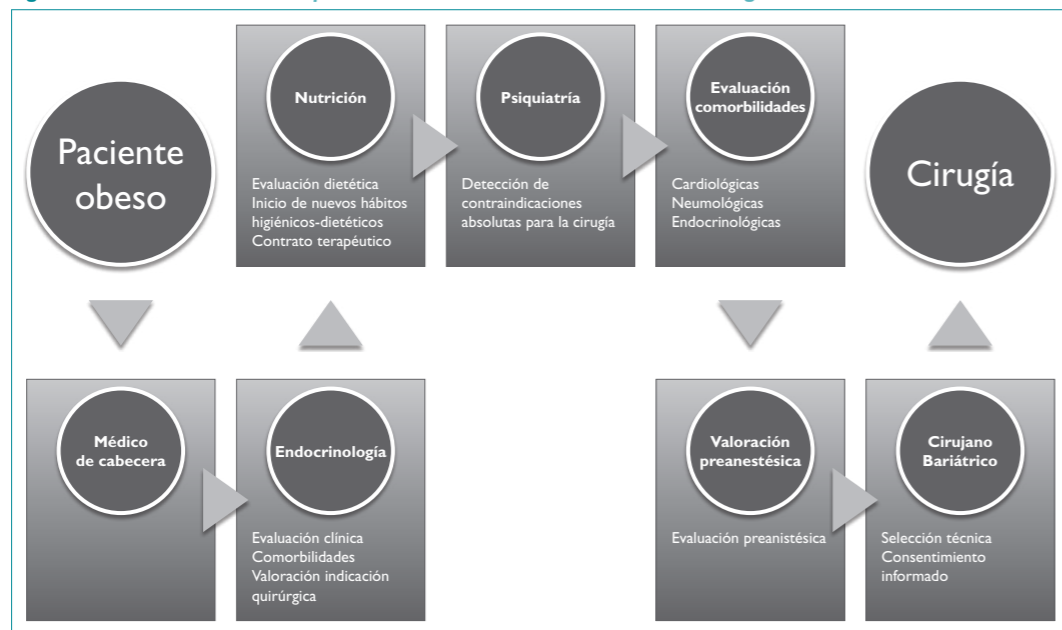 Paciente
obeso
Médico
de cabecera
Endocrinología
Evaluación clínica
Comorbilidades
Valoración indicación
quirúrgica
Nutrición
Evaluación dietética
Inicio de nuevos hábitos
higiénicos-dietéticos
Contrato terapéutico
Psiquiatría
Detección de
contraindicaciones
absolutas para la cirugía
Evaluación
comorbilidades
Cardiológicas
Neumológicas
Endocrinológicas
Valoración
preanestésica
Evaluación preanistésica
Cirujano
Bariátrico
Selección técnica
Consentimiento
informado
Cirugía